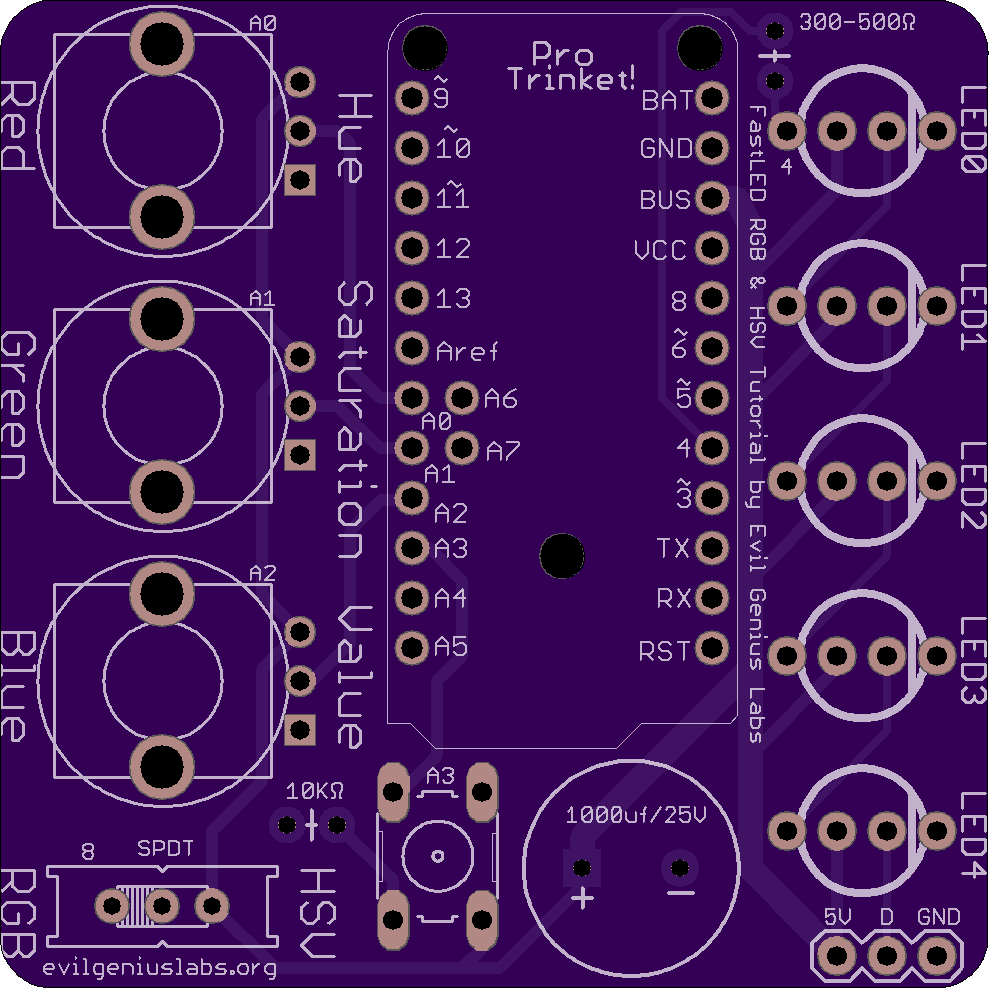 A0
Red
Hue
A1
Green
Saturation
A2
Blue
Value
Pro
Trinket!
~9
~10
~11
12
13
Aref
A6
A0
A7
A1
A2
A3
A4
A5
BAT
GND
BUS
VCC
8
~6
~5
4
~3
TX
RX
RST
300-500Ω
+
FastLED RGB & HSV Tutorial by Evil Genius Labs
4
LED0
LED1
LED2
LED3
LED4
10KΩ
+
8 SPDT
RGB
HSV
evilgeniuslabs.org
A3
1000uf/25V
+ −
5V D GND